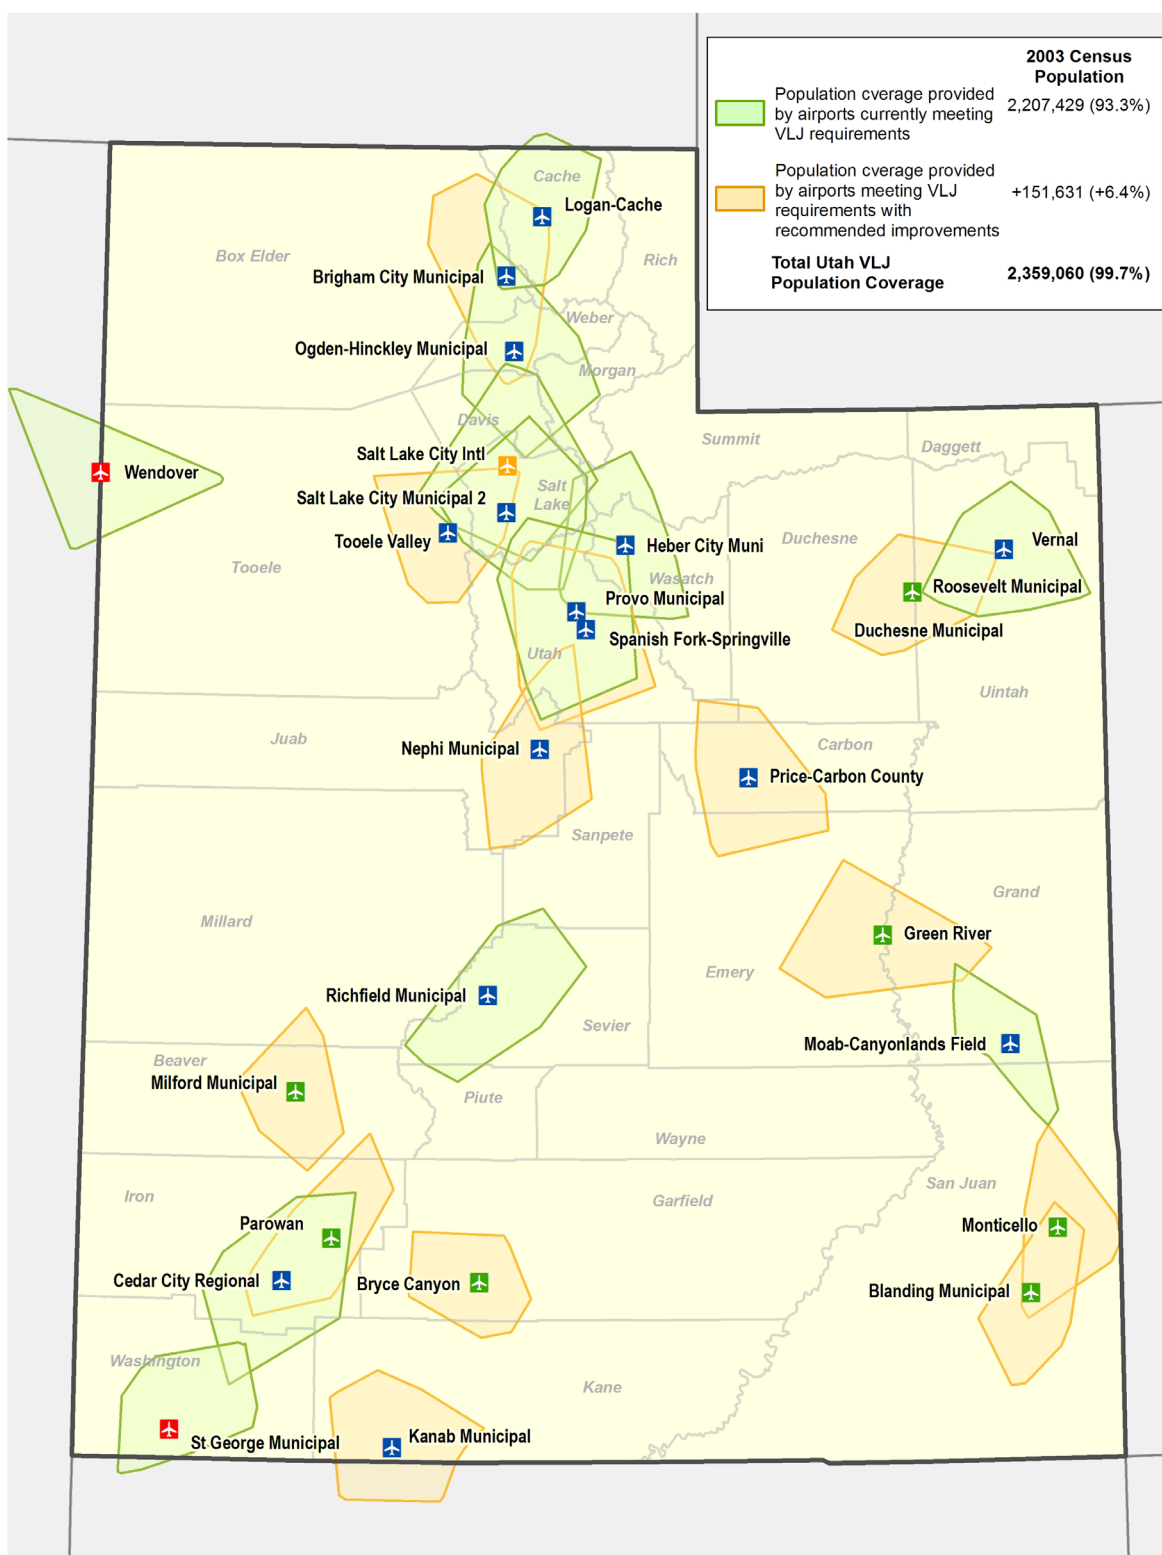 2003 Census
Population
Population cverage provided
by airports currently meeting
VLJ requirements
2,207,429 (93.3%)
Population cverage provided
by airports meeting VLJ
requirements with
recommended improvements
+151,631 (+6.4%)
Total Utah VLJ
Population Coverage
2,359,060 (99.7%)
Cache
Logan-Cache
Box Elder
Rich
Brigham City Municipal
Weber
Ogden-Hinckley Municipal
Morgan
Davis
Summit
Daggett
Salt Lake City Intl
Wendover
Salt
Lake
Salt Lake City Municipal 2
Tooele Valley
Heber City Muni
Duchesne
Vernal
Tooele
Wasatch
Roosevelt Municipal
Provo Municipal
Duchesne Municipal
Spanish Fork-Springville
Utah
Uintah
Juab
Nephi Municipal
Carbon
Price-Carbon County
Sanpete
Grand
Millard
Green River
Emery
Richfield Municipal
Sevier
Moab-Canyonlands Field
Beaver
Milford Municipal
Piute
Wayne
San Juan
Iron
Garfield
Parowan
Monticello
Cedar City Regional
Bryce Canyon
Blanding Municipal
Washington
Kane
St George Municipal
Kanab Municipal